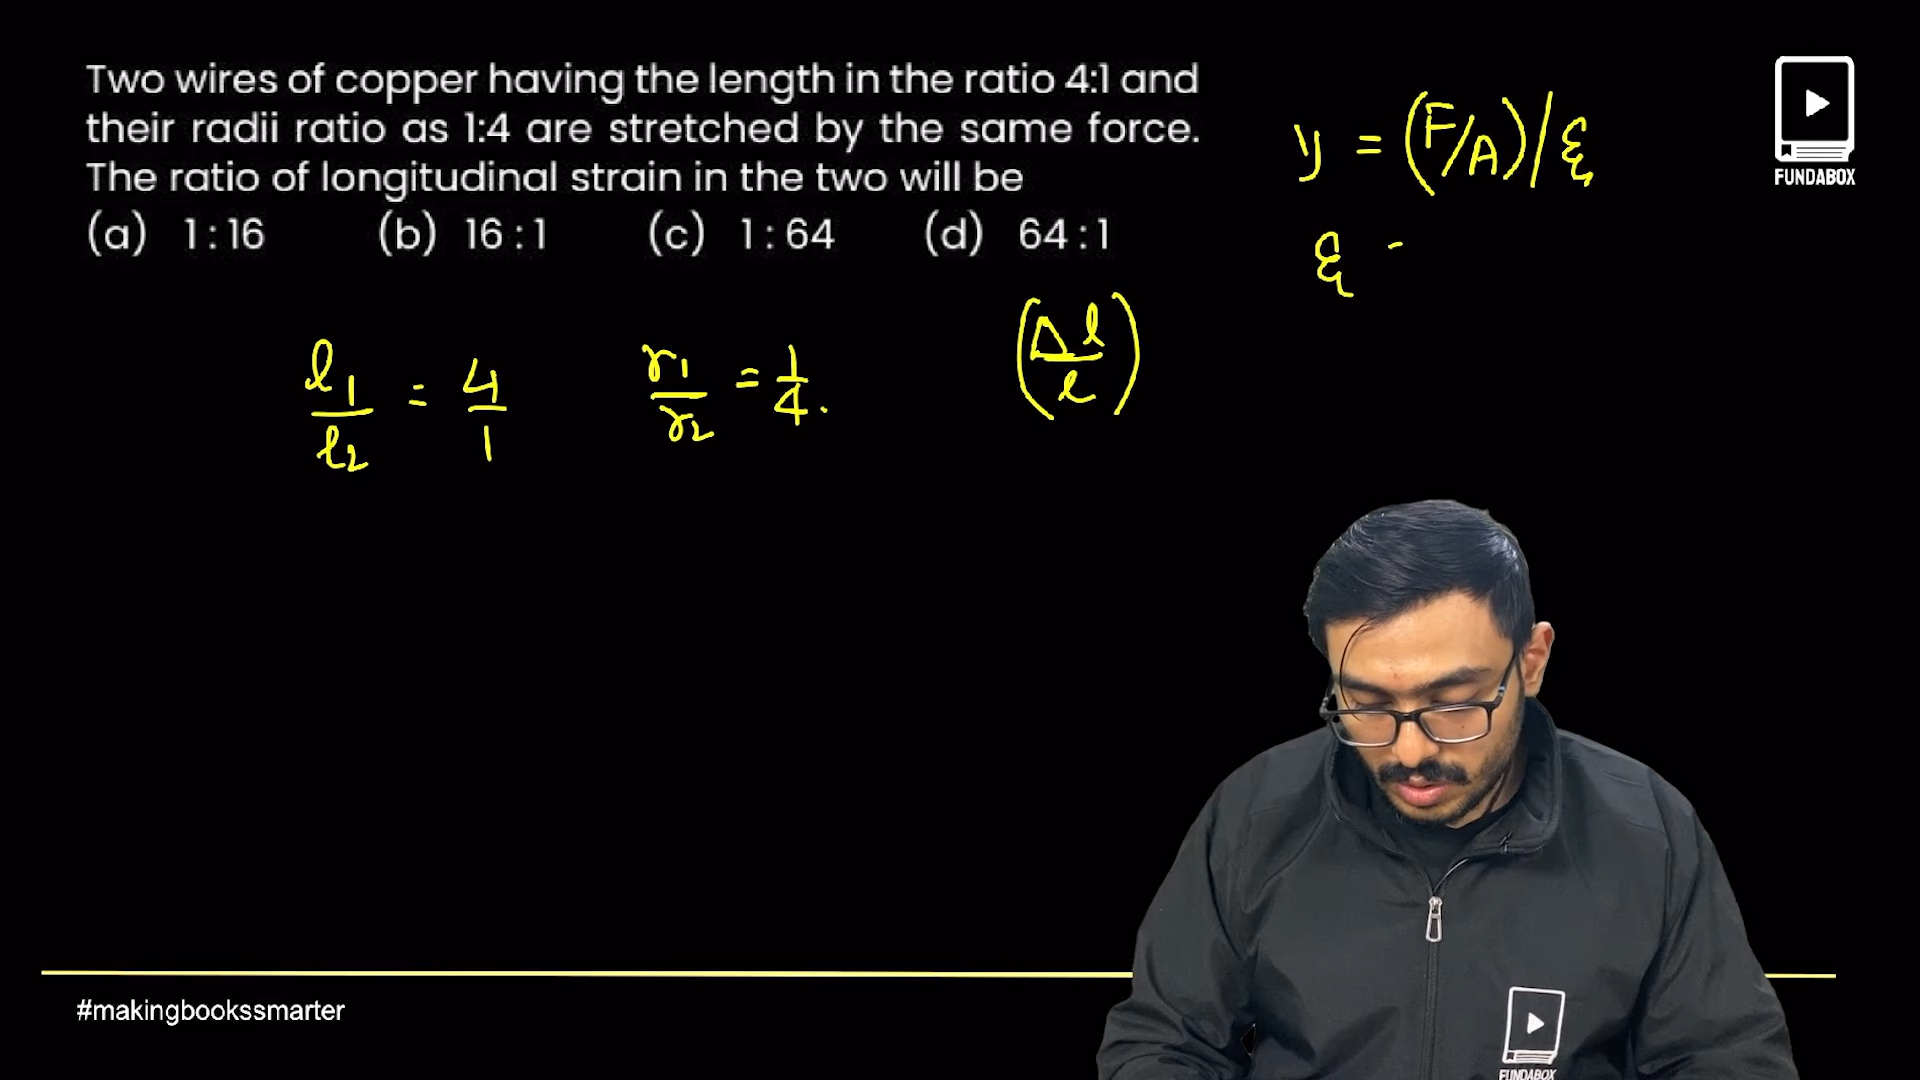 Two wires of copper having the length in the ratio 4:1 and
their radii ratio as 1:4 are stretched by the same force.
The ratio of longitudinal strain in the two will be
(a) 1 : 16 (b) 16 : 1 (c) 1 : 64 (d) 64 : 1
y = (F/A)/ξ
ξ -
l1/l2 = 4/1 r1/r2 = 1/4. (Δl/l)
FUNDABOX
#makingbookssmarter
FUNDABOX